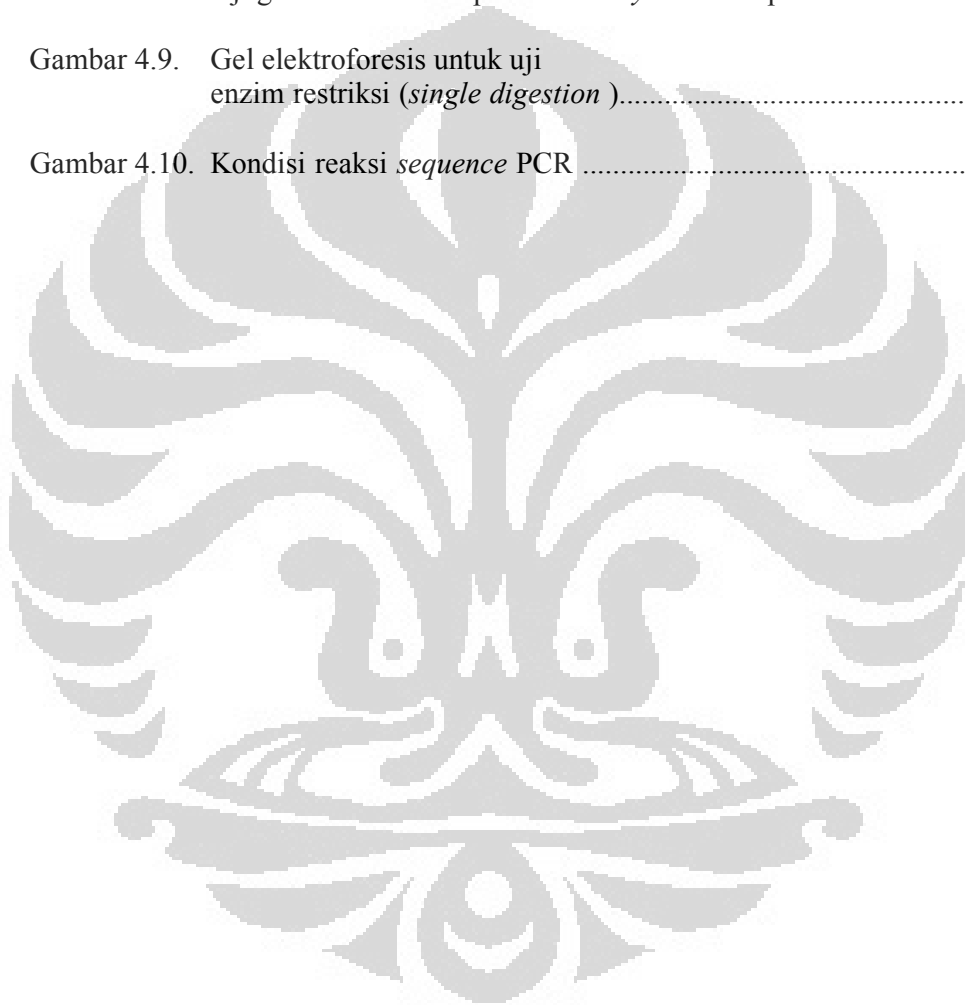 Gambar 4.9. Gel elektroforesis untuk uji
enzim restriksi (single digestion )..............................................
Gambar 4.10. Kondisi reaksi sequence PCR ...................................................